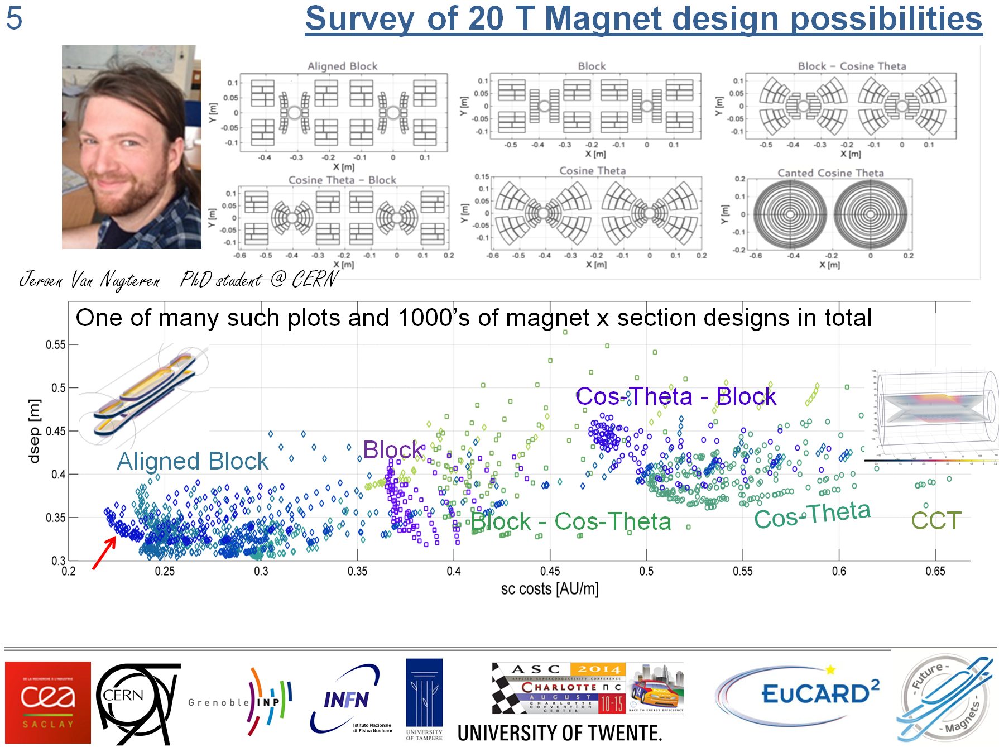 5
Survey of 20 T Magnet design possibilities
Aligned Block
0.1
0.05
0
-0.05
-0.1
Y [m]
-0.4 -0.3 -0.2 -0.1 0 0.1
X [m]
Block
0.1
0.05
0
-0.05
-0.1
Y [m]
-0.5 -0.4 -0.3 -0.2 -0.1 0 0.1
X [m]
Block - Cosine Theta
0.1
0.05
0
-0.05
-0.1
Y [m]
-0.5 -0.4 -0.3 -0.2 -0.1 0 0.1
X [m]
Cosine Theta - Block
0.1
0.05
0
-0.05
-0.1
Y [m]
-0.6 -0.5 -0.4 -0.3 -0.2 -0.1 0 0.1 0.2
X [m]
Cosine Theta
0.15
0.1
0.05
0
-0.05
-0.1
Y [m]
-0.6 -0.5 -0.4 -0.3 -0.2 -0.1 0 0.1 0.2
X [m]
Canted Cosine Theta
0.2
0.1
0
-0.1
-0.2
Y [m]
-0.6 -0.4 -0.2 0 0.2
X [m]
Jeroen Van Nugteren PhD student @ CERN
One of many such plots and 1000's of magnet x section designs in total
0.55
0.5
0.45
0.4
0.35
0.3
dsep [m]
Cos-Theta - Block
Aligned Block
Block
Block - Cos-Theta
Cos-Theta
CCT
0.2 0.25 0.3 0.35 0.4 0.45 0.5 0.55 0.6 0.65
sc costs [AU/m]
DE LA RECHERCHE À L'INDUSTRIE
cea
SACLAY
CERN
Grenoble INP
INFN
Istituto Nazionale
di Fisica Nucleare
UNIVERSITY
OF TAMPERE
ASC 2014
APPLIED SUPERCONDUCTIVITY CONFERENCE
CHARLOTTE NC
AUGUST 10-15
CHARLOTTE
CONVENTION
CENTER
RACE TO ENERGY EFFICIENCY
UNIVERSITY OF TWENTE.
EuCARD2
- Future -
- Magnets -